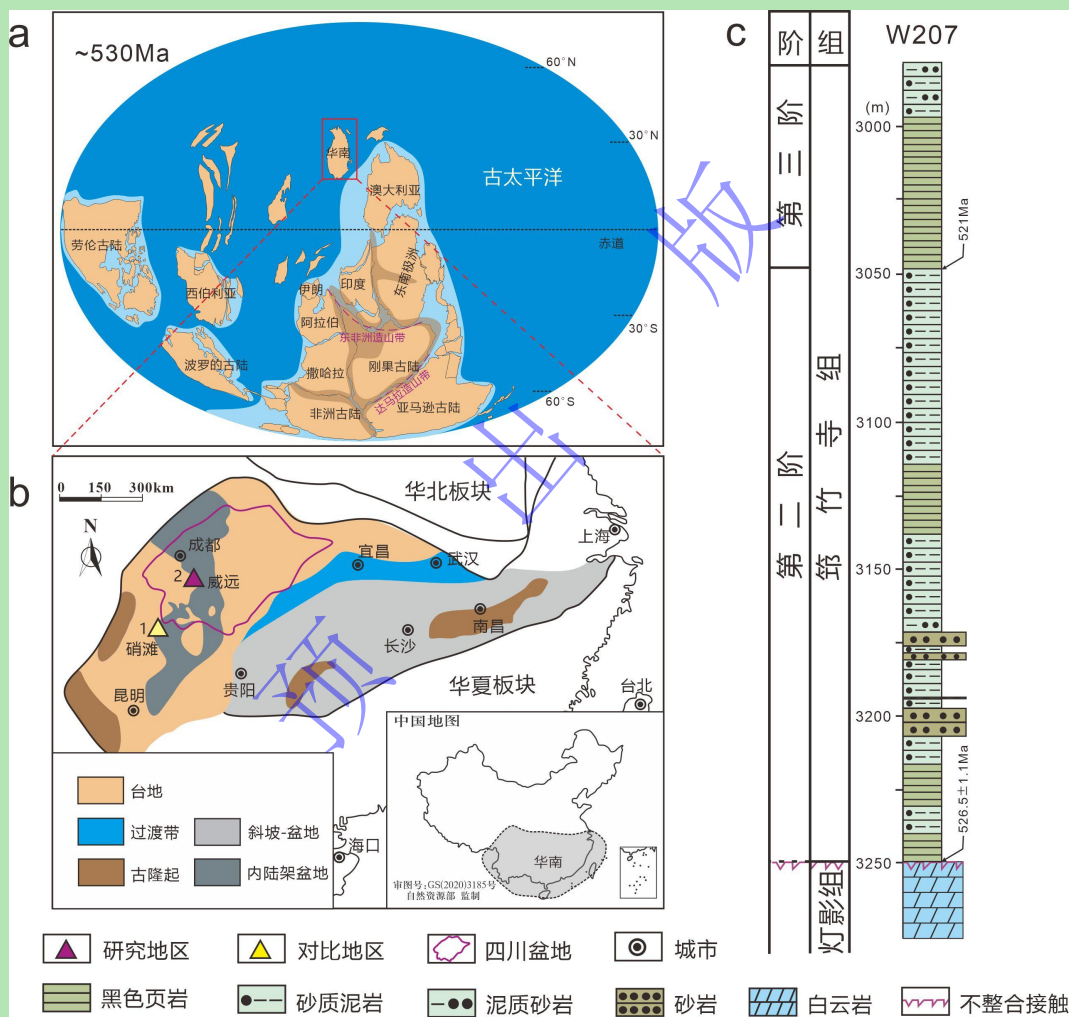 a
~530Ma
60°N
30°N
华南
古太平洋
澳大利亚
劳伦古陆
赤道
东南极洲
西伯利亚
伊朗
印度
阿拉伯
30°S
东非洲造山带
波罗的古陆
撒哈拉
刚果古陆
达马拉造山带
60°S
非洲古陆
亚马逊古陆
b
0 150 300km
N
华北板块
上海
成都
宜昌
武汉
2
威远
1
硝滩
南昌
长沙
贵阳
昆明
华夏板块
台北
海口
台地
过渡带
斜坡-盆地
古隆起
内陆架盆地
中国地图
华南
审图号:GS(2020)3185号
自然资源部 监制
c
阶
组
W207
(m)
第三阶
第二阶
筇竹寺组
灯影组
3000
521Ma
3050
3100
3150
3200
526.5±1.1Ma
3250
研究地区
对比地区
四川盆地
城市
黑色页岩
砂质泥岩
泥质砂岩
砂岩
白云岩
不整合接触
预
出
版